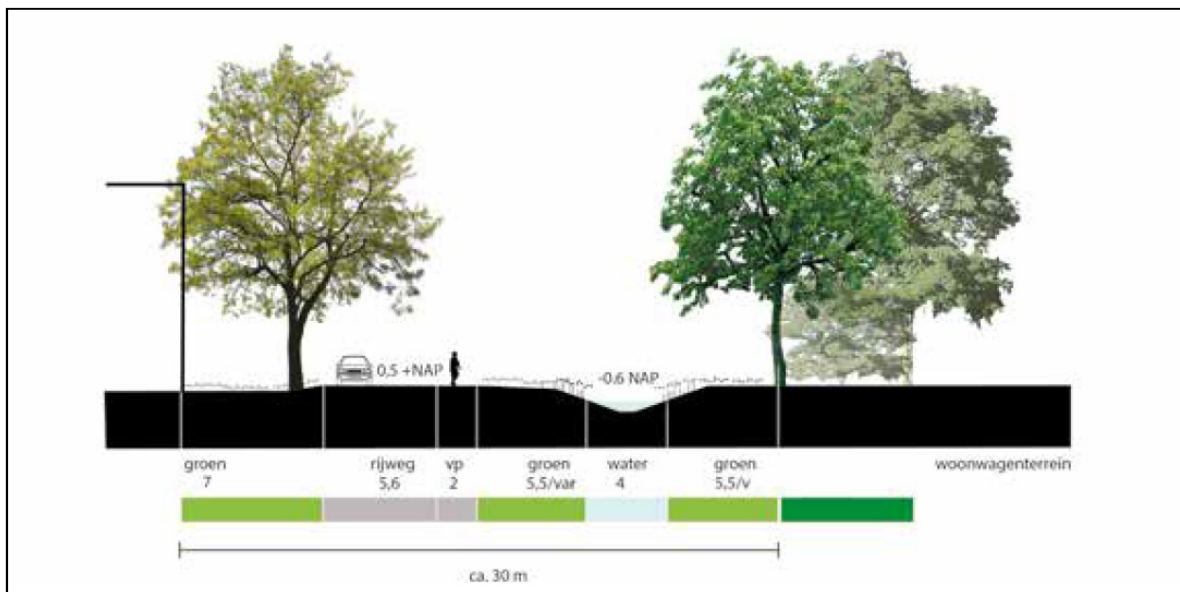 0,5 +NAP
-0.6 NAP
groen rijweg vp groen water groen woonwagenterrein
7 5,6 2 5,5/var 4 5,5/v
ca. 30 m